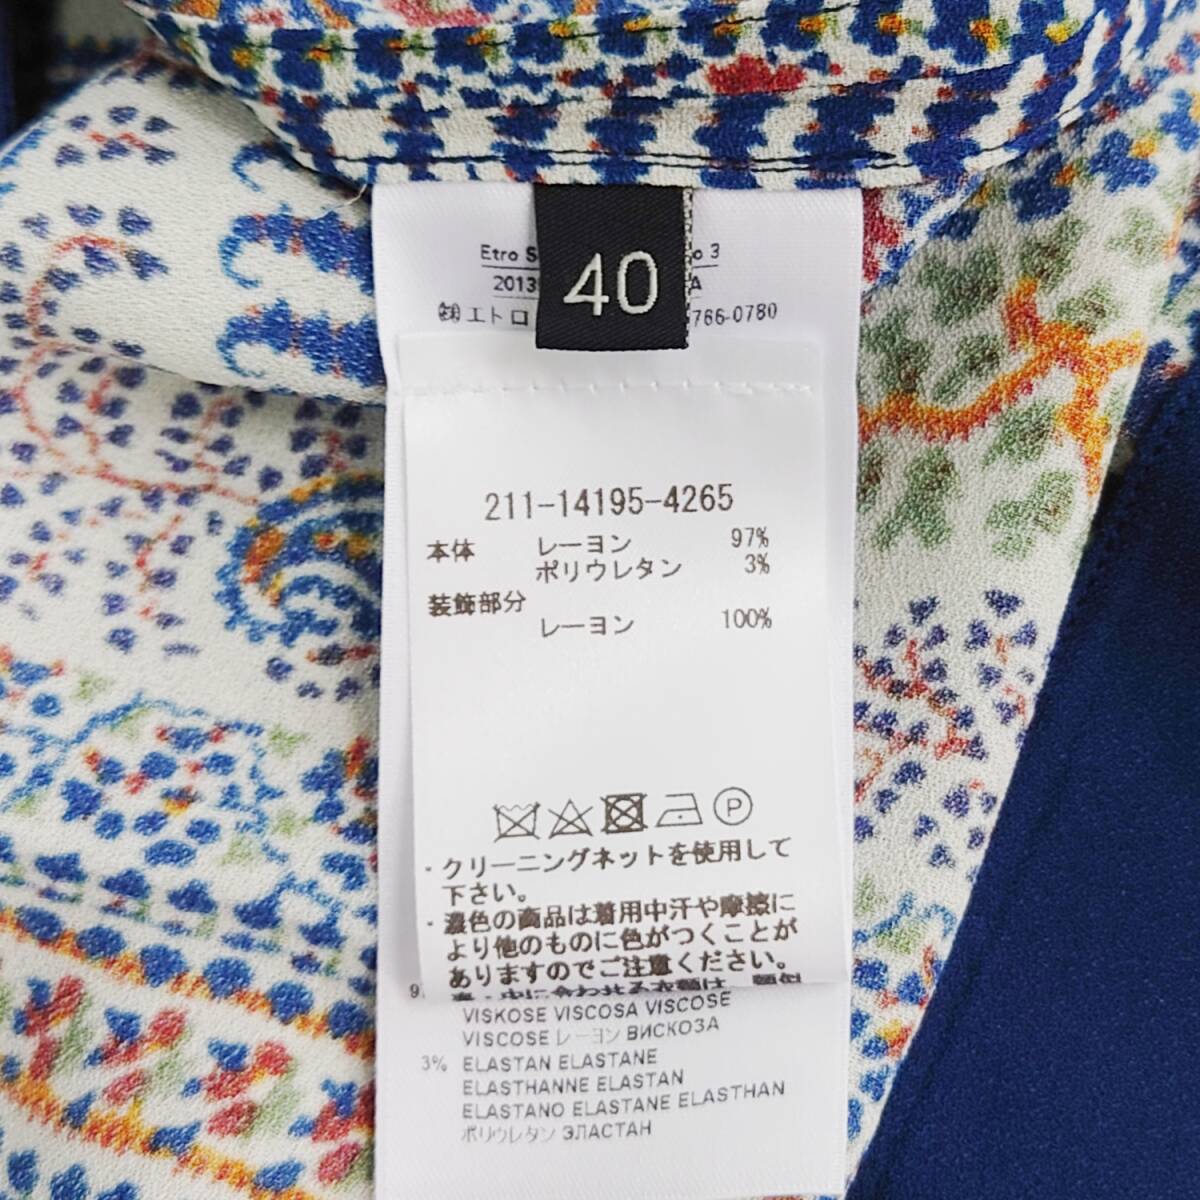 Etro 3
40
2013 A
㈱エトロ 766-0780
211-14195-4265
本体 レーヨン 97%
ポリウレタン 3%
装飾部分
レーヨン 100%
P
・クリーニングネットを使用して
下さい。
・濃色の商品は着用中汗や摩擦に
より他のものに色がつくことが
ありますのでご注意ください。
VISKOSE VISCOSA VISCOSE
VISCOSE レーヨン ВИСКОЗА
3% ELASTAN ELASTANE
ELASTHANNE ELASTAN
ELASTANO ELASTANE ELASTHAN
ポリウレタン ЭЛАСТАН